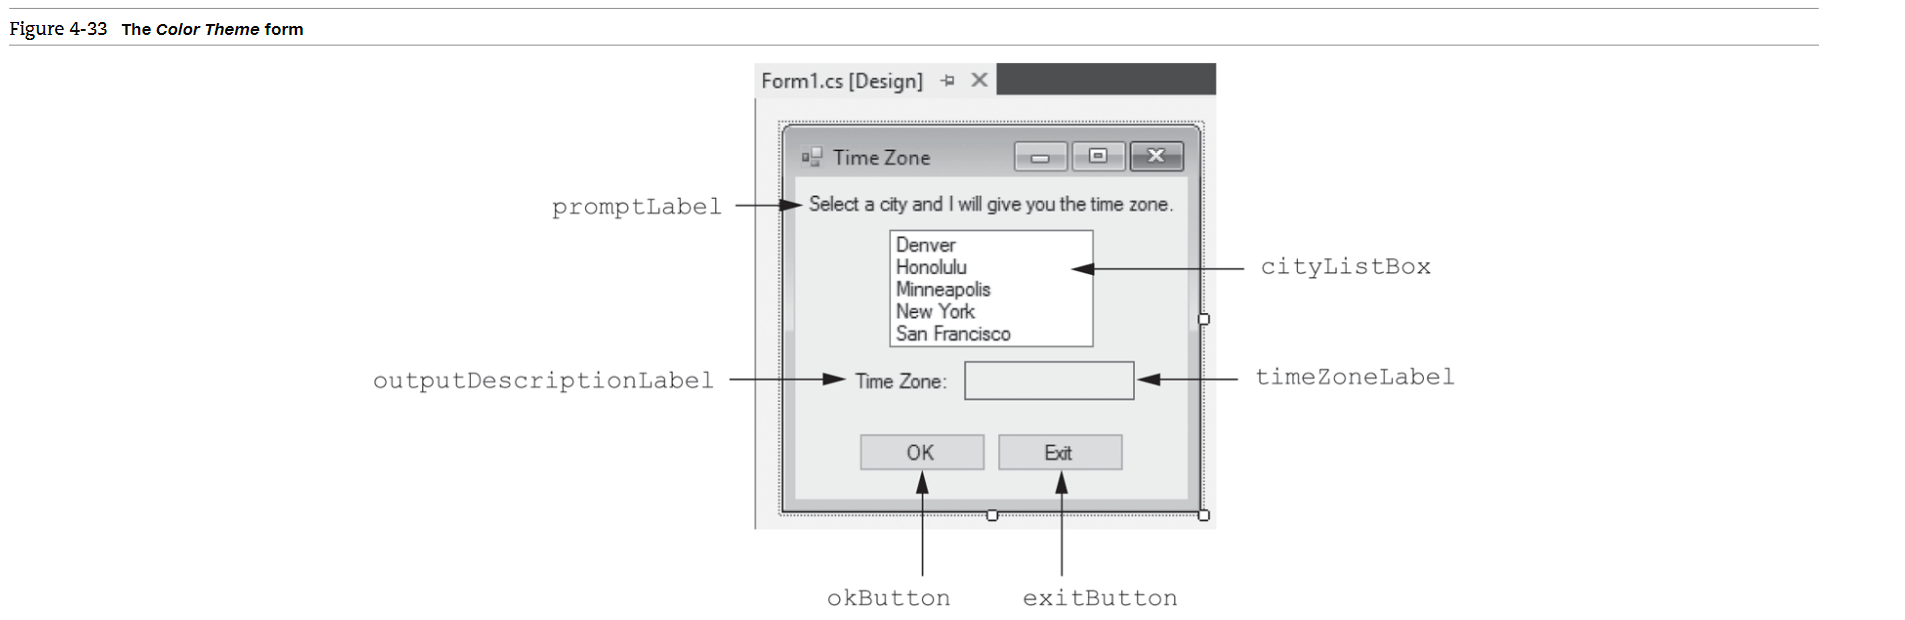 Figure 4-33 The Color Theme form
Form1.cs [Design]
Time Zone
promptLabel
Select a city and I will give you the time zone.
Denver
Honolulu
Minneapolis
New York
San Francisco
cityListBox
outputDescriptionLabel
Time Zone:
timeZoneLabel
OK
Exit
okButton
exitButton